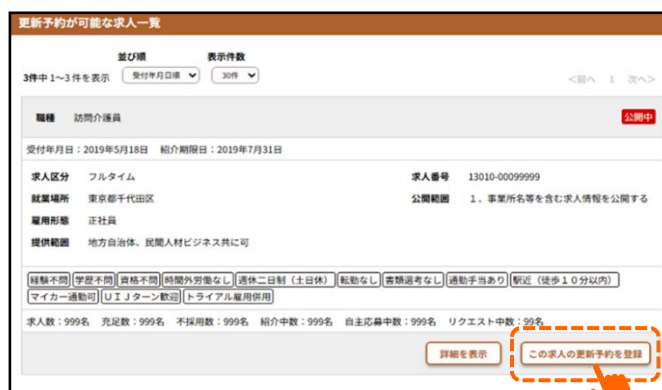 更新予約が可能な求人一覧
並び順 表示件数
3件中 1～3 件を表示 受付年月日順 30件 <前へ 1 次へ>
職種 訪問介護員 公開中
受付年月日：2019年5月18日 紹介期限日：2019年7月31日
求人区分 フルタイム 求人番号 13010-00099999
就業場所 東京都千代田区 公開範囲 1．事業所名等を含む求人情報を公開する
雇用形態 正社員
提供範囲 地方自治体、民間人材ビジネス共に可
経験不問 学歴不問 資格不問 時間外労働なし 週休二日制（土日休） 転勤なし 書類選考なし 通勤手当あり 駅近（徒歩１０分以内）
マイカー通勤可 ＵＩＪターン歓迎 トライアル雇用併用
求人数：999名 充足数：999名 不採用数：999名 紹介中数：999名 自主応募中数：999名 リクエスト中数：99名
詳細を表示 この求人の更新予約を登録